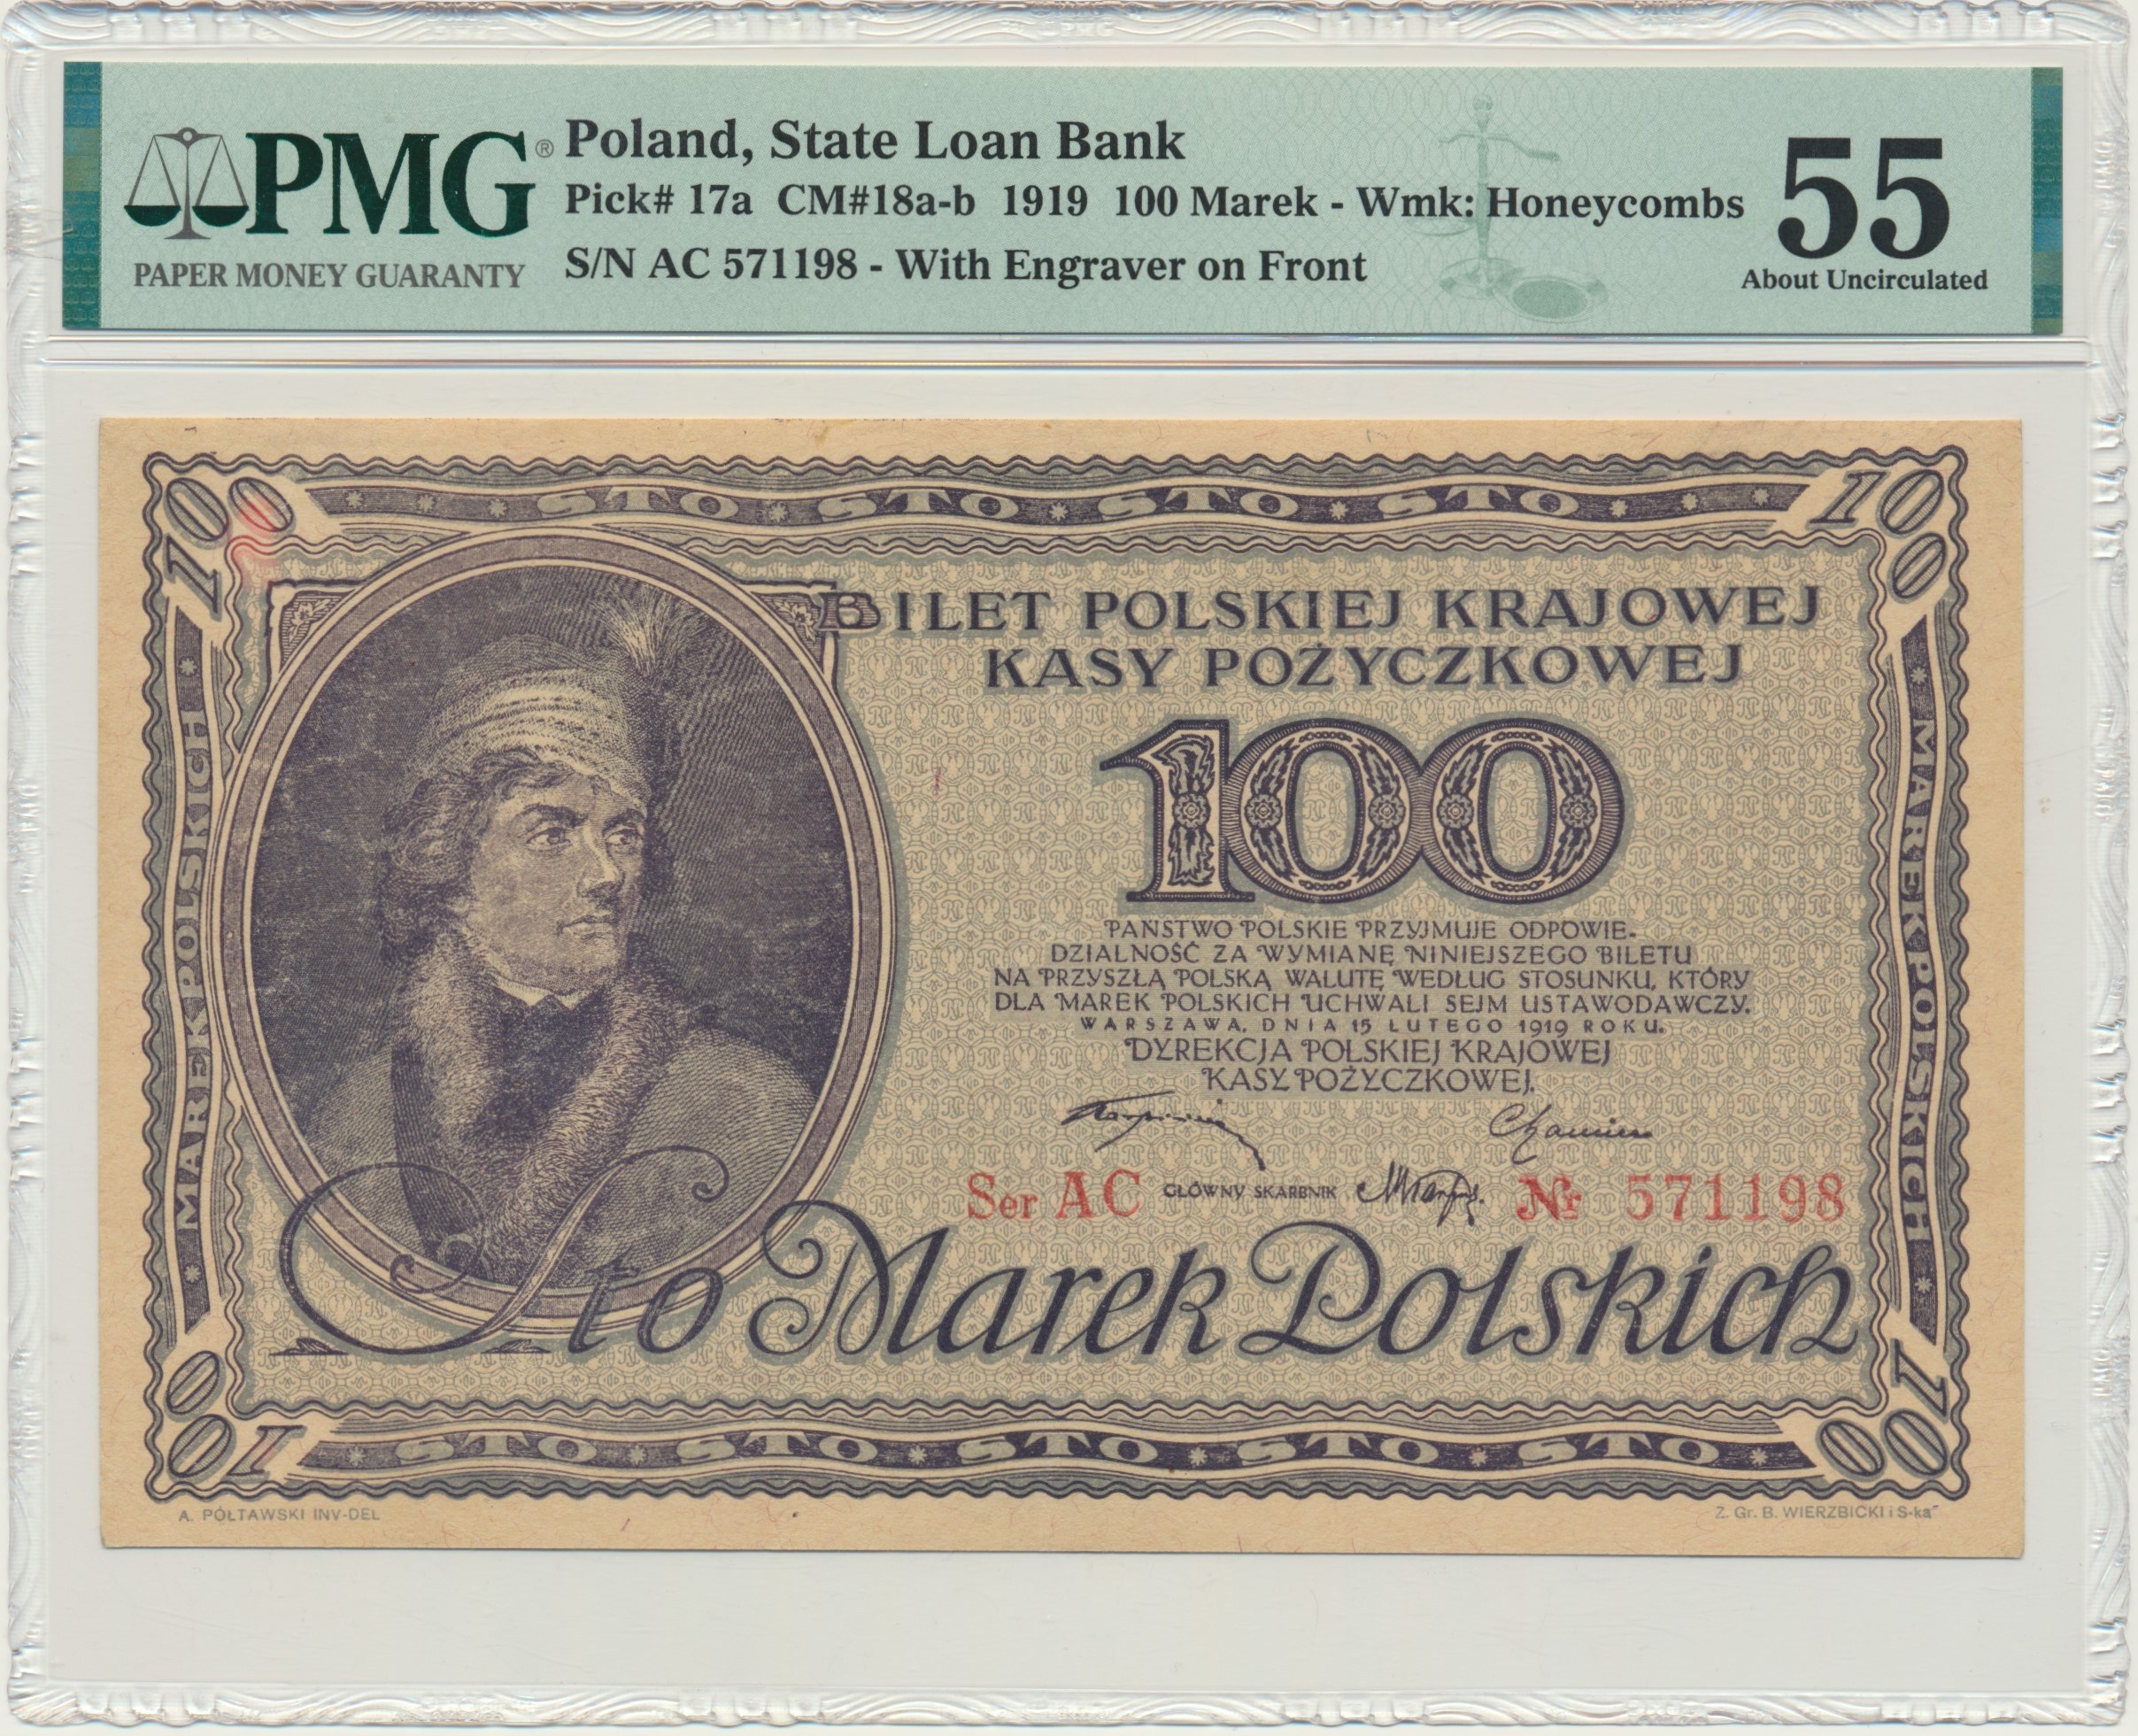 PMG®
PAPER MONEY GUARANTY
Poland, State Loan Bank
Pick# 17a CM#18a-b 1919 100 Marek - Wmk: Honeycombs
S/N AC 571198 - With Engraver on Front
55
About Uncirculated
100
STO * STO * STO * STO
100
MAREK POLSKICH
MAREK POLSKICH
BILET POLSKIEJ KRAJOWEJ
KASY POŻYCZKOWEJ
100
PAŃSTWO POLSKIE PRZYJMUJE ODPOWIE-
DZIALNOŚĆ ZA WYMIANĘ NINIEJSZEGO BILETU
NA PRZYSZŁĄ POLSKĄ WALUTĘ WEDŁUG STOSUNKU, KTÓRY
DLA MAREK POLSKICH UCHWALI SEJM USTAWODAWCZY.
WARSZAWA, DNIA 15 LUTEGO 1919 ROKU.
DYREKCJA POLSKIEJ KRAJOWEJ
KASY POŻYCZKOWEJ.
Ser AC GŁÓWNY SKARBNIK Nr 571198
Sto Marek Polskich
100
STO * STO * STO * STO * STO
100
A. PÓŁTAWSKI INV-DEL
Z. Gr. B. WIERZBICKI i S-ka